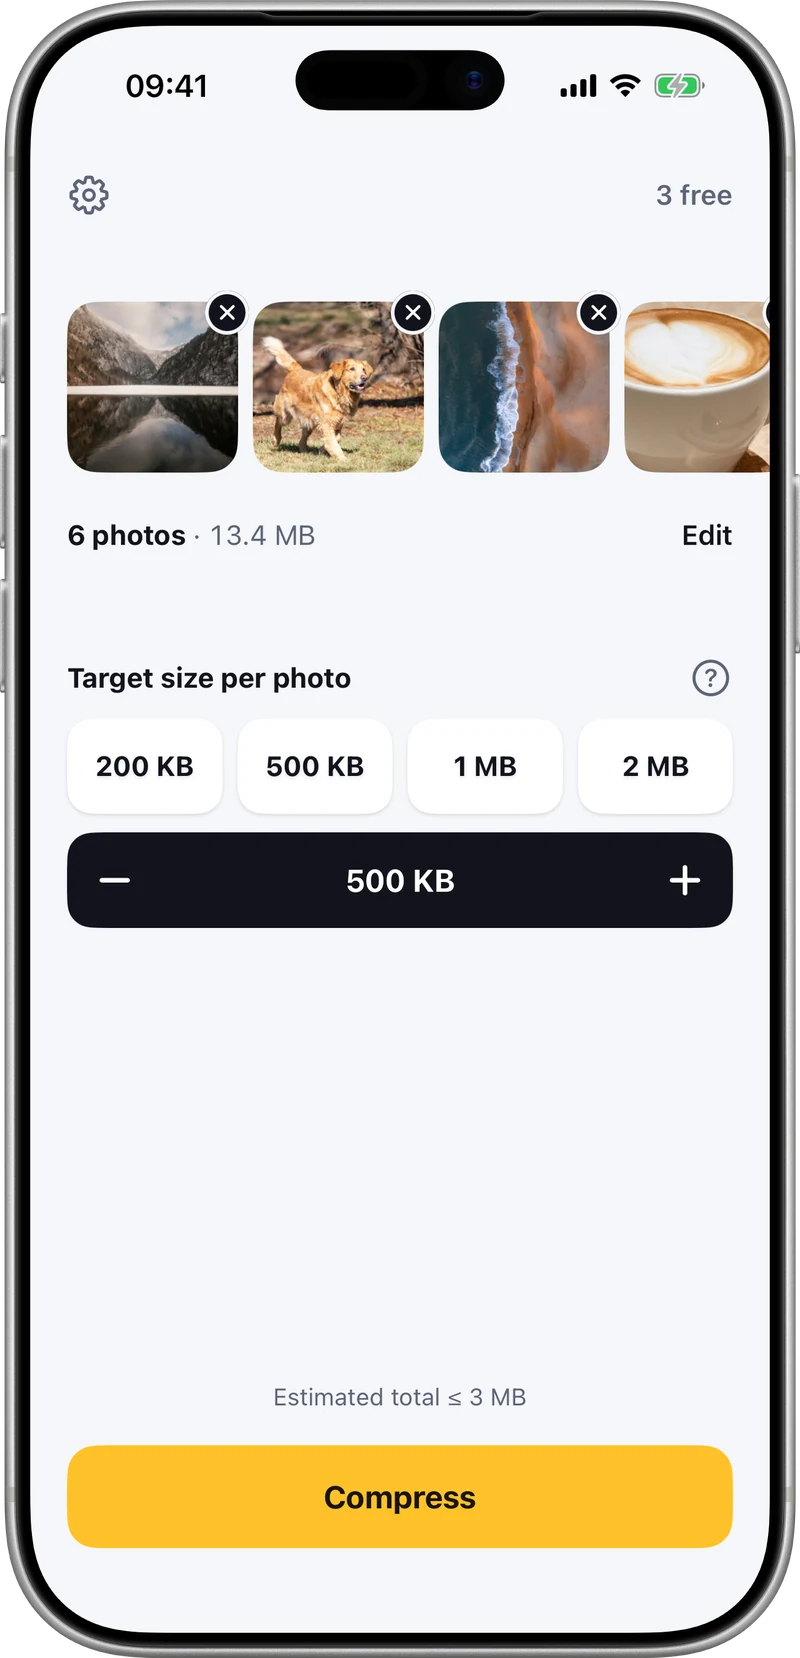 09:41
3 free
6 photos · 13.4 MB
Edit
Target size per photo
?
200 KB
500 KB
1 MB
2 MB
500 KB
Estimated total ≤ 3 MB
Compress